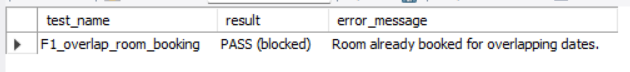 test_name result error_message
F1_overlap_room_booking PASS (blocked) Room already booked for overlapping dates.